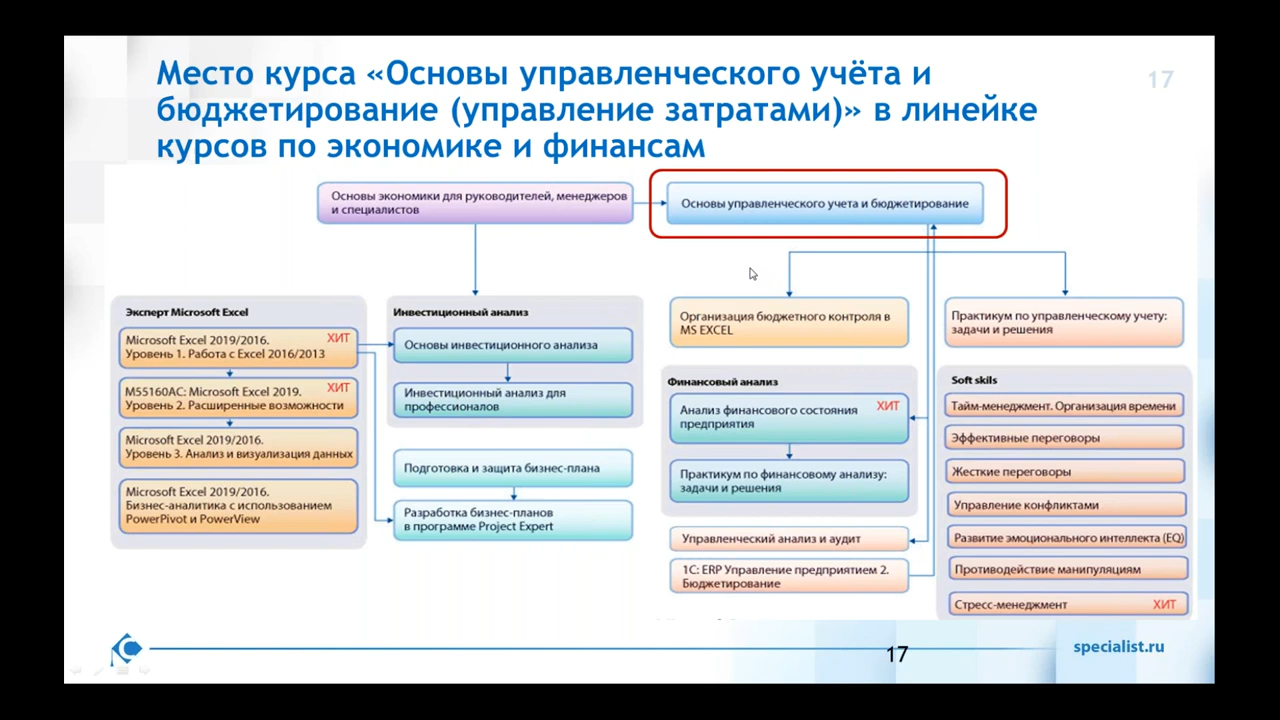 Место курса «Основы управленческого учёта и
бюджетирование (управление затратами)» в линейке
курсов по экономике и финансам
17
Основы экономики для руководителей, менеджеров
и специалистов
Основы управленческого учета и бюджетирование
Эксперт Microsoft Excel
Microsoft Excel 2019/2016.
ХИТ
Уровень 1. Работа с Excel 2016/2013
M55160AC: Microsoft Excel 2019.
ХИТ
Уровень 2. Расширенные возможности
Microsoft Excel 2019/2016.
Уровень 3. Анализ и визуализация данных
Microsoft Excel 2019/2016.
Бизнес-аналитика с использованием
PowerPivot и PowerView
Инвестиционный анализ
Основы инвестиционного анализа
Инвестиционный анализ для
профессионалов
Подготовка и защита бизнес-плана
Разработка бизнес-планов
в программе Project Expert
Организация бюджетного контроля в
MS EXCEL
Финансовый анализ
Анализ финансового состояния
ХИТ
предприятия
Практикум по финансовому анализу:
задачи и решения
Управленческий анализ и аудит
1С: ERP Управление предприятием 2.
Бюджетирование
Практикум по управленческому учету:
задачи и решения
Soft skils
Тайм-менеджмент. Организация времени
Эффективные переговоры
Жесткие переговоры
Управление конфликтами
Развитие эмоционального интеллекта (EQ)
Противодействие манипуляциям
Стресс-менеджмент
ХИТ
17
specialist.ru